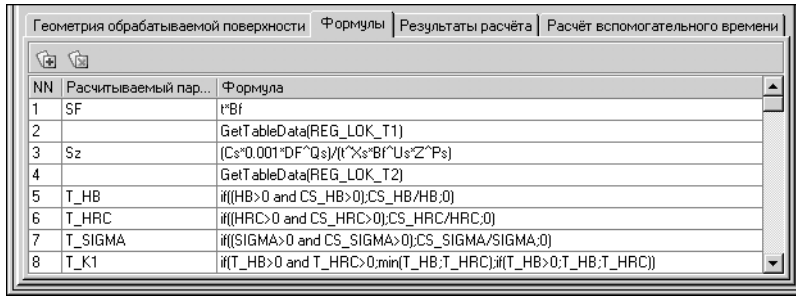 Геометрия обрабатываемой поверхности Формулы Результаты расчёта Расчёт вспомогательного времени
NN Расчитываемый пар... Формула
1 SF t*Bf
2 GetTableData(REG_LOK_T1)
3 Sz (Cs*0.001*DF^Qs)/(t^Xs*Bf^Us*Z^Ps)
4 GetTableData(REG_LOK_T2)
5 T_HB if((HB>0 and CS_HB>0);CS_HB/HB;0)
6 T_HRC if((HRC>0 and CS_HRC>0);CS_HRC/HRC;0)
7 T_SIGMA if((SIGMA>0 and CS_SIGMA>0);CS_SIGMA/SIGMA;0)
8 T_K1 if(T_HB>0 and T_HRC>0;min(T_HB;T_HRC);if(T_HB>0;T_HB;T_HRC))